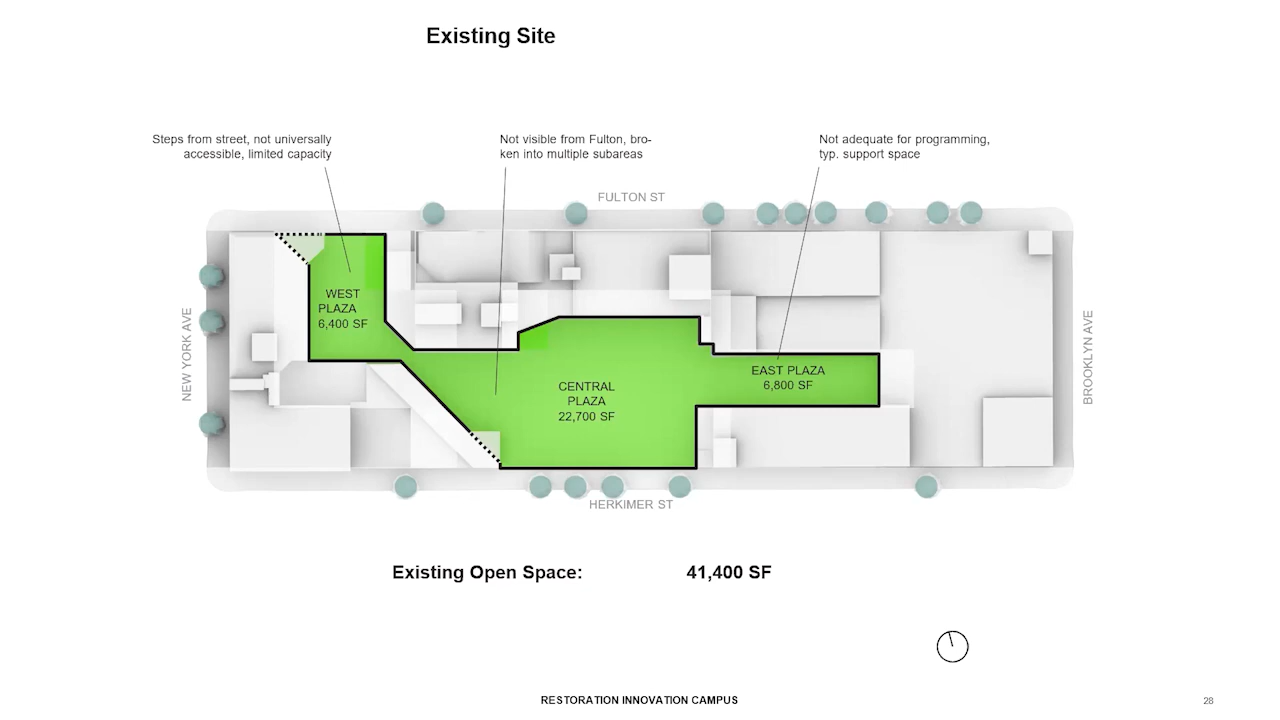 Existing Site
Steps from street, not universally
accessible, limited capacity
Not visible from Fulton, bro-
ken into multiple subareas
Not adequate for programming,
typ. support space
FULTON ST
NEW YORK AVE
WEST
PLAZA
6,400 SF
CENTRAL
PLAZA
22,700 SF
EAST PLAZA
6,800 SF
BROOKLYN AVE
HERKIMER ST
Existing Open Space: 41,400 SF
RESTORATION INNOVATION CAMPUS
28